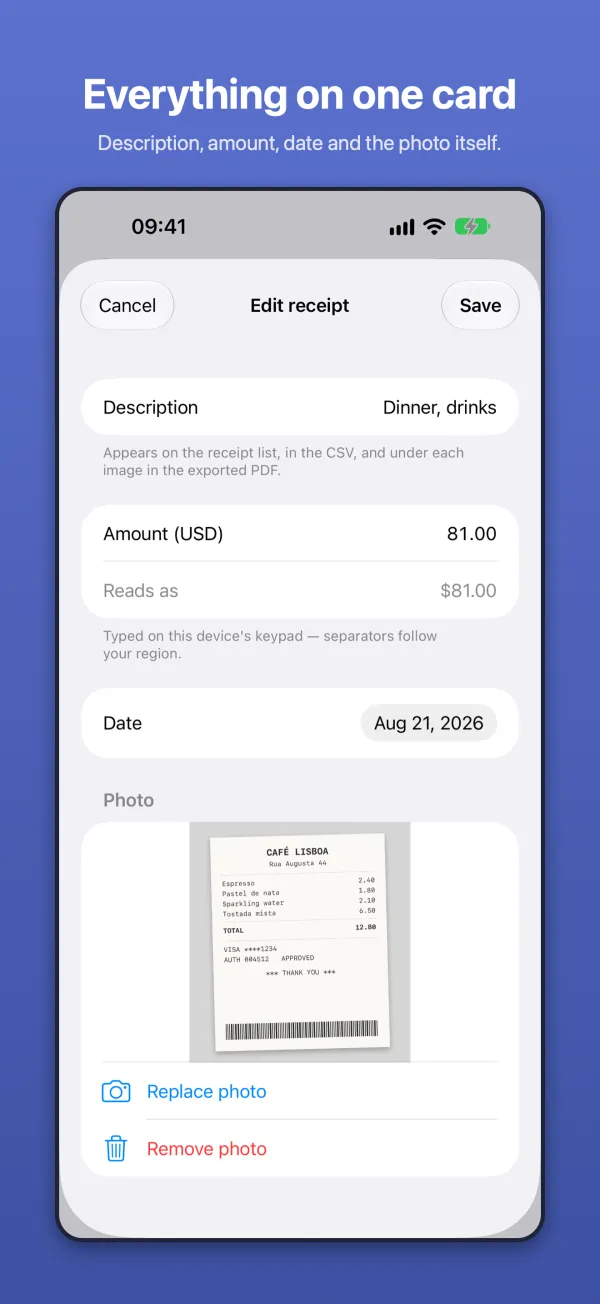 Everything on one card
Description, amount, date and the photo itself.
09:41
Cancel
Edit receipt
Save
Description
Dinner, drinks
Appears on the receipt list, in the CSV, and under each
image in the exported PDF.
Amount (USD)
81.00
Reads as
$81.00
Typed on this device's keypad — separators follow
your region.
Date
Aug 21, 2026
Photo
CAFÉ LISBOA
Rua Augusta 44
Espresso 2.40
Pastel de nata 1.80
Sparkling water 2.10
Tostada mista 6.50
TOTAL 12.80
VISA ****1234
AUTH 004512 APPROVED
*** THANK YOU ***
Replace photo
Remove photo